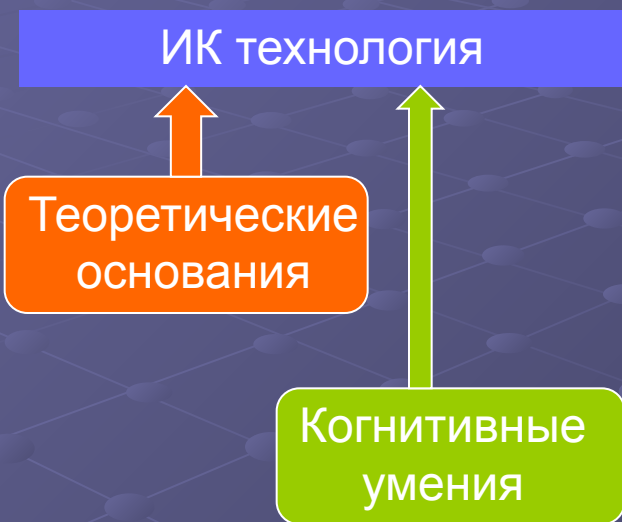 ИК технология
Теоретические
основания
Когнитивные
умения